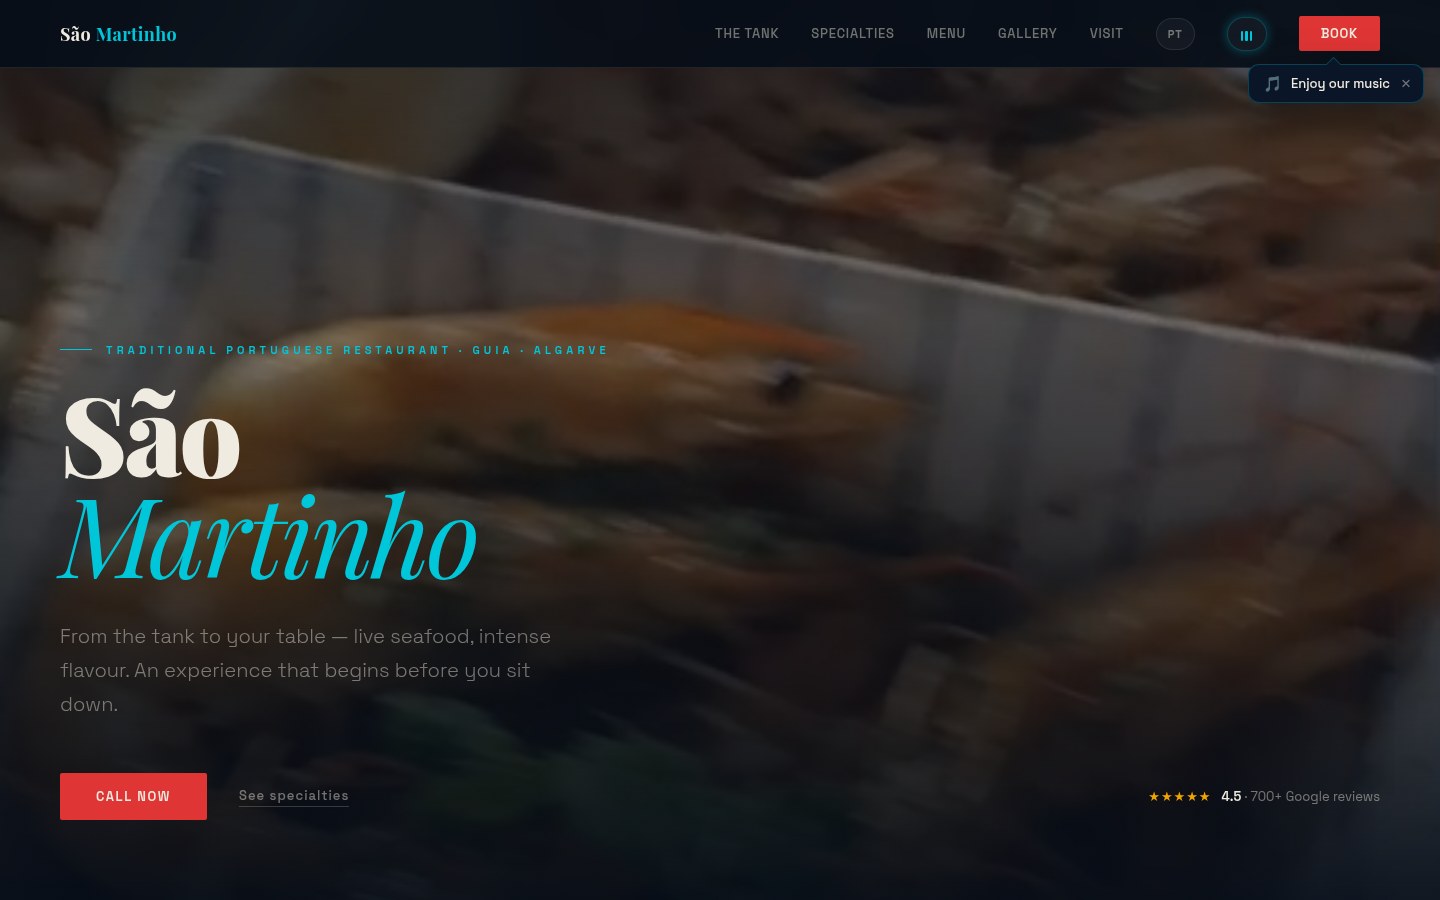 São Martinho
THE TANK
SPECIALTIES
MENU
GALLERY
VISIT
PT
BOOK
🎵 Enjoy our music ×
TRADITIONAL PORTUGUESE RESTAURANT · GUIA · ALGARVE
São
Martinho
From the tank to your table — live seafood, intense
flavour. An experience that begins before you sit
down.
CALL NOW
See specialties
★★★★★ 4.5 · 700+ Google reviews